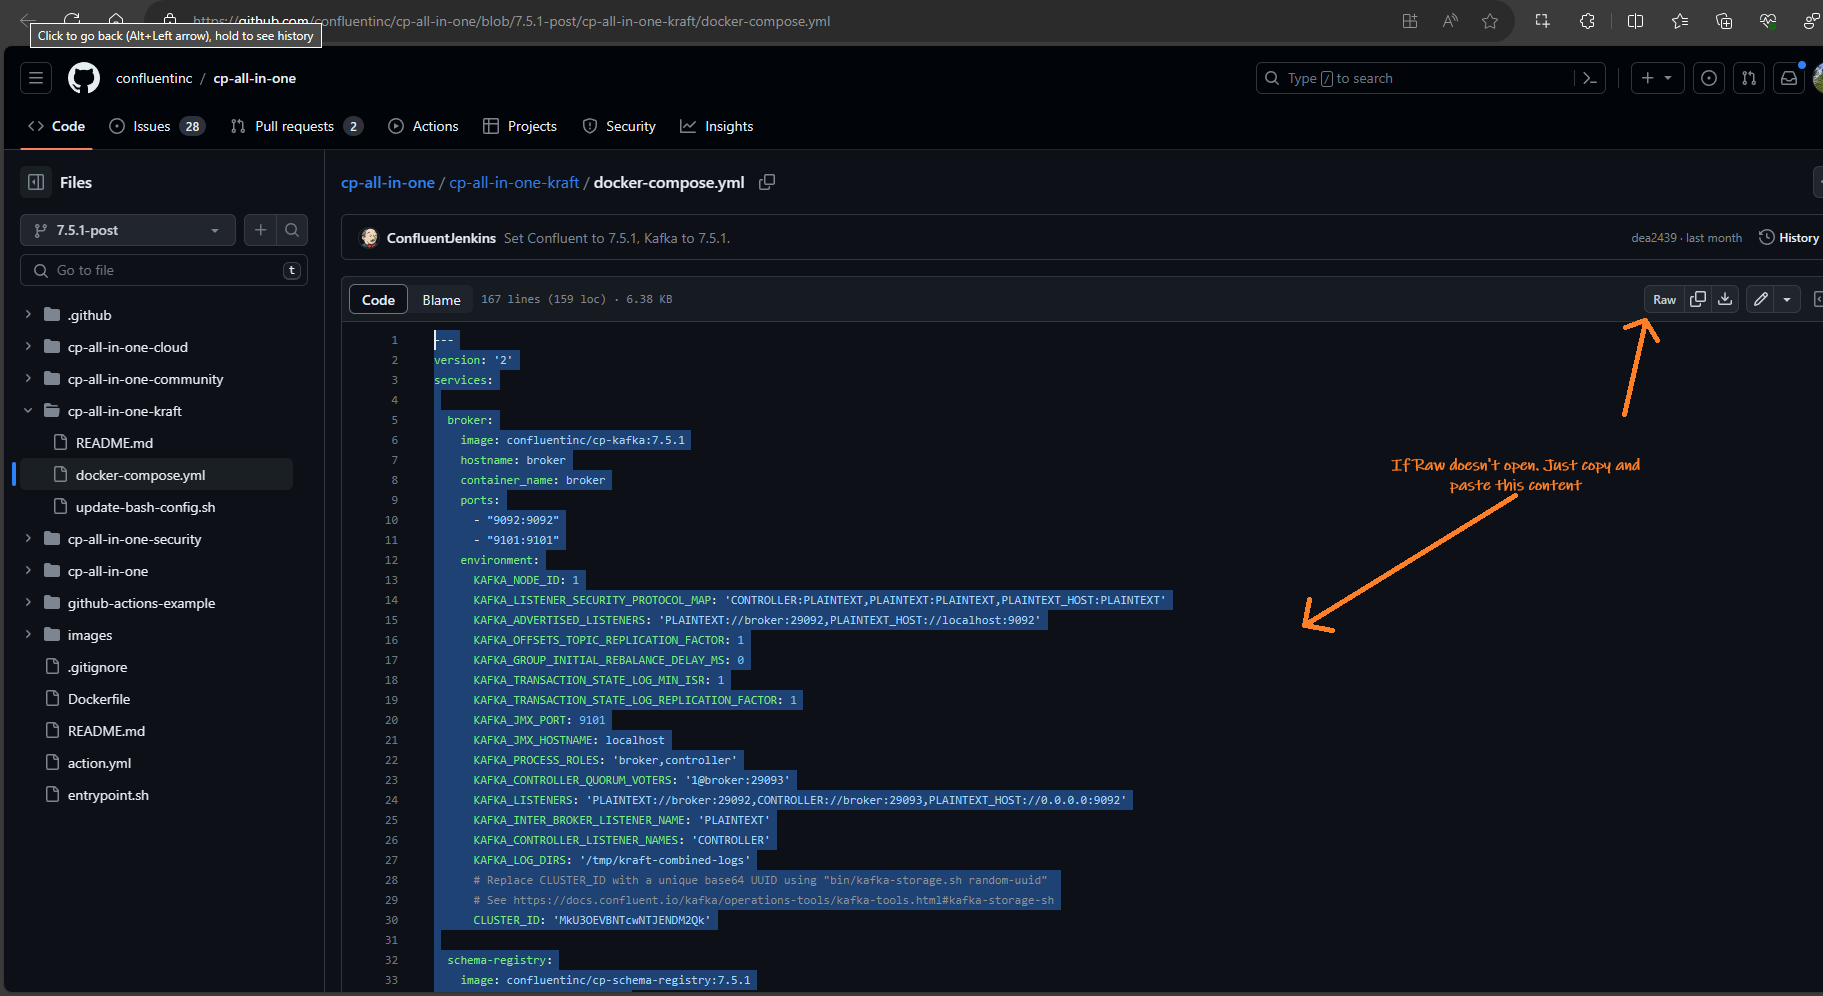 https://github.com/confluentinc/cp-all-in-one/blob/7.5.1-post/cp-all-in-one-kraft/docker-compose.yml
Click to go back (Alt+Left arrow), hold to see history
confluentinc / cp-all-in-one
Type / to search
Code
Issues 28
Pull requests 2
Actions
Projects
Security
Insights
Files
7.5.1-post
Go to file
t
.github
cp-all-in-one-cloud
cp-all-in-one-community
cp-all-in-one-kraft
README.md
docker-compose.yml
update-bash-config.sh
cp-all-in-one-security
cp-all-in-one
github-actions-example
images
.gitignore
Dockerfile
README.md
action.yml
entrypoint.sh
cp-all-in-one / cp-all-in-one-kraft / docker-compose.yml
ConfluentJenkins Set Confluent to 7.5.1, Kafka to 7.5.1.
dea2439 · last month
History
Code Blame 167 lines (159 loc) · 6.38 KB
Raw
1 ---
2 version: '2'
3 services:
4
5 broker:
6 image: confluentinc/cp-kafka:7.5.1
7 hostname: broker
8 container_name: broker
9 ports:
10 - "9092:9092"
11 - "9101:9101"
12 environment:
13 KAFKA_NODE_ID: 1
14 KAFKA_LISTENER_SECURITY_PROTOCOL_MAP: 'CONTROLLER:PLAINTEXT,PLAINTEXT:PLAINTEXT,PLAINTEXT_HOST:PLAINTEXT'
15 KAFKA_ADVERTISED_LISTENERS: 'PLAINTEXT://broker:29092,PLAINTEXT_HOST://localhost:9092'
16 KAFKA_OFFSETS_TOPIC_REPLICATION_FACTOR: 1
17 KAFKA_GROUP_INITIAL_REBALANCE_DELAY_MS: 0
18 KAFKA_TRANSACTION_STATE_LOG_MIN_ISR: 1
19 KAFKA_TRANSACTION_STATE_LOG_REPLICATION_FACTOR: 1
20 KAFKA_JMX_PORT: 9101
21 KAFKA_JMX_HOSTNAME: localhost
22 KAFKA_PROCESS_ROLES: 'broker,controller'
23 KAFKA_CONTROLLER_QUORUM_VOTERS: '1@broker:29093'
24 KAFKA_LISTENERS: 'PLAINTEXT://broker:29092,CONTROLLER://broker:29093,PLAINTEXT_HOST://0.0.0.0:9092'
25 KAFKA_INTER_BROKER_LISTENER_NAME: 'PLAINTEXT'
26 KAFKA_CONTROLLER_LISTENER_NAMES: 'CONTROLLER'
27 KAFKA_LOG_DIRS: '/tmp/kraft-combined-logs'
28 # Replace CLUSTER_ID with a unique base64 UUID using "bin/kafka-storage.sh random-uuid"
29 # See https://docs.confluent.io/kafka/operations-tools/kafka-tools.html#kafka-storage-sh
30 CLUSTER_ID: 'MkU3OEVBNTcwNTJENDM2Qk'
31
32 schema-registry:
33 image: confluentinc/cp-schema-registry:7.5.1
If Raw doesn't open. Just copy and
paste this content